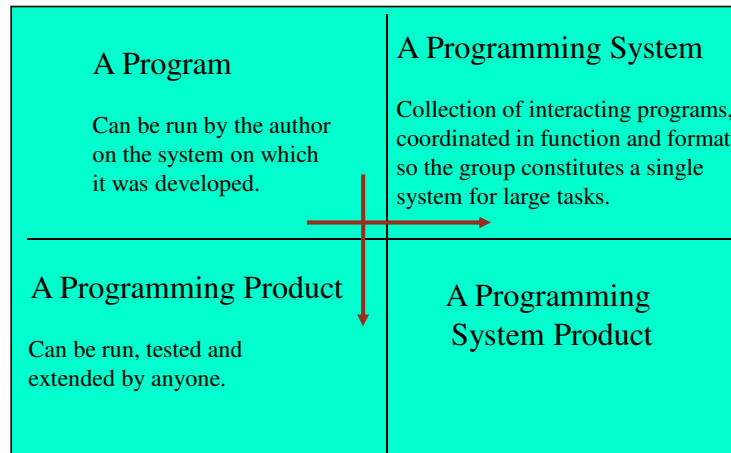 A Program
Can be run by the author
on the system on which
it was developed.
A Programming System
Collection of interacting programs,
coordinated in function and format
so the group constitutes a single
system for large tasks.
A Programming Product
Can be run, tested and
extended by anyone.
A Programming
System Product